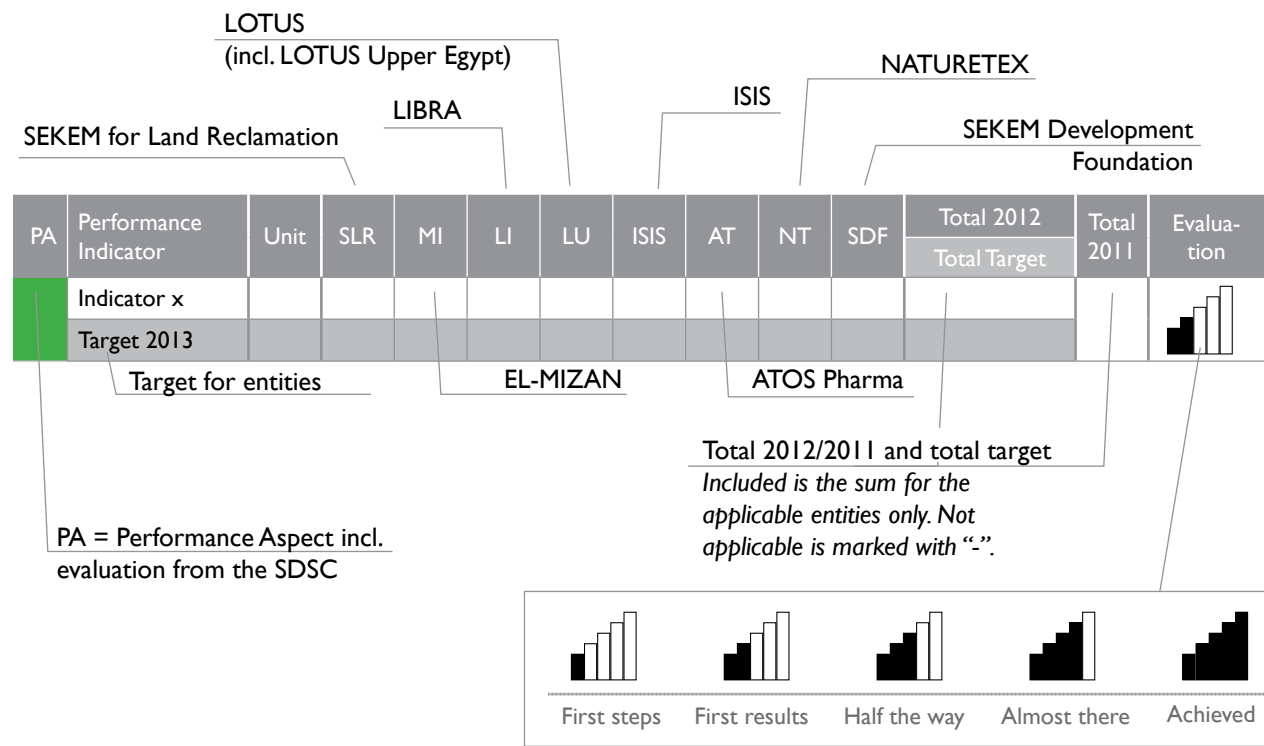 LOTUS
(incl. LOTUS Upper Egypt)
NATURETEX
ISIS
LIBRA
SEKEM for Land Reclamation
SEKEM Development
Foundation
PA
Performance
Indicator
Unit
SLR
MI
LI
LU
ISIS
AT
NT
SDF
Total 2012
Total Target
Total
2011
Evalua-
tion
Indicator x
Target 2013
Target for entities
EL-MIZAN
ATOS Pharma
Total 2012/2011 and total target
Included is the sum for the
applicable entities only. Not
applicable is marked with “-”.
PA = Performance Aspect incl.
evaluation from the SDSC
First steps
First results
Half the way
Almost there
Achieved